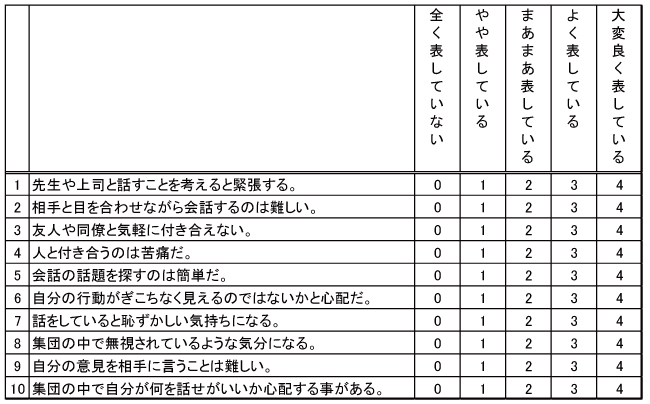 全く表していない
やや表している
まあまあ表している
よく表している
大変良く表している
1 先生や上司と話すことを考えると緊張する。 0 1 2 3 4
2 相手と目を合わせながら会話するのは難しい。 0 1 2 3 4
3 友人や同僚と気軽に付き合えない。 0 1 2 3 4
4 人と付き合うのは苦痛だ。 0 1 2 3 4
5 会話の話題を探すのは簡単だ。 0 1 2 3 4
6 自分の行動がぎこちなく見えるのではないかと心配だ。 0 1 2 3 4
7 話をしていると恥ずかしい気持ちになる。 0 1 2 3 4
8 集団の中で無視されているような気分になる。 0 1 2 3 4
9 自分の意見を相手に言うことは難しい。 0 1 2 3 4
10 集団の中で自分が何を話せがいいか心配する事がある。 0 1 2 3 4